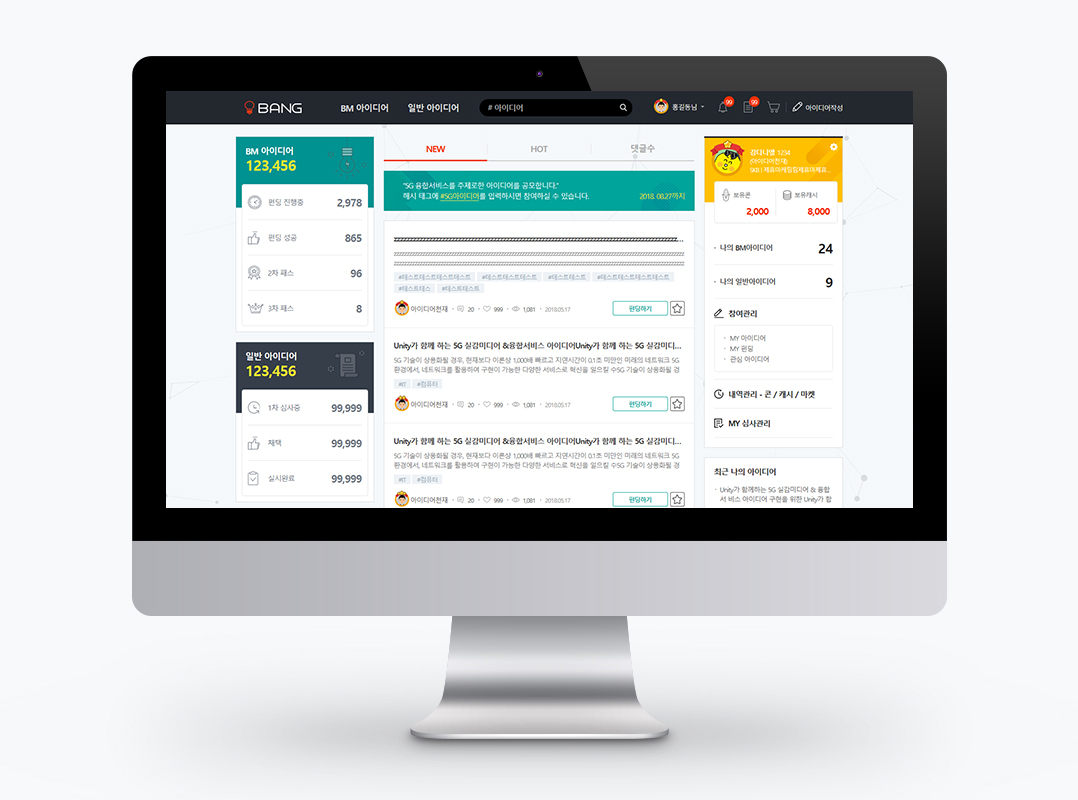 BANG
BM 아이디어
일반 아이디어
# 아이디어
홍길동님
99
99
아이디어작성
BM 아이디어
123,456
펀딩 진행중 2,978
펀딩 성공 865
2차 패스 96
3차 패스 8
일반 아이디어
123,456
1차 심사중 99,999
채택 99,999
실시완료 99,999
NEW
HOT
댓글수
"5G 융합서비스를 주제로한 아이디어를 공모합니다."
해시 태그에 #5G아이디어를 입력하시면 참여하실 수 있습니다.
2018. 08.27까지
#테스트테스트테스트테스트 #테스트테스트테스트 #테스트테스트 #테스트테스트테스트테스트
#테스트테스 #테스트테스트
아이디어천재 · 20 · 999 · 1,081 · 2018.05.17
펀딩하기
Unity가 함께 하는 5G 실감미디어 &융합서비스 아이디어Unity가 함께 하는 5G 실감미디...
5G 기술이 상용화될 경우, 현재보다 이론상 1,000배 빠르고 지연시간이 0.1초 미만인 미래의 네트워크 5G
환경에서, 네트워크를 활용하여 구현이 가능한 다양한 서비스로 혁신을 일으킬 수5G 기술이 상용화될 경
#IT #컴퓨터
아이디어천재 · 20 · 999 · 1,081 · 2018.05.17
펀딩하기
Unity가 함께 하는 5G 실감미디어 &융합서비스 아이디어Unity가 함께 하는 5G 실감미디...
5G 기술이 상용화될 경우, 현재보다 이론상 1,000배 빠르고 지연시간이 0.1초 미만인 미래의 네트워크 5G
환경에서, 네트워크를 활용하여 구현이 가능한 다양한 서비스로 혁신을 일으킬 수5G 기술이 상용화될 경
#IT #컴퓨터
아이디어천재 · 20 · 999 · 1,081 · 2018.05.17
펀딩하기
김다니엘 1234
(아이디어천재)
보유콘
2,000
보유캐시
8,000
· 나의 BM아이디어 24
· 나의 일반아이디어 9
참여관리
· MY 아이디어
· MY 펀딩
· 관심 아이디어
내역관리 - 콘 / 캐시 / 마켓
MY 심사관리
최근 나의 아이디어
· Unity가 함께하는 5G 실감미디어 & 융합
서 비스 아이디어 구현을 위한 Unity가 함